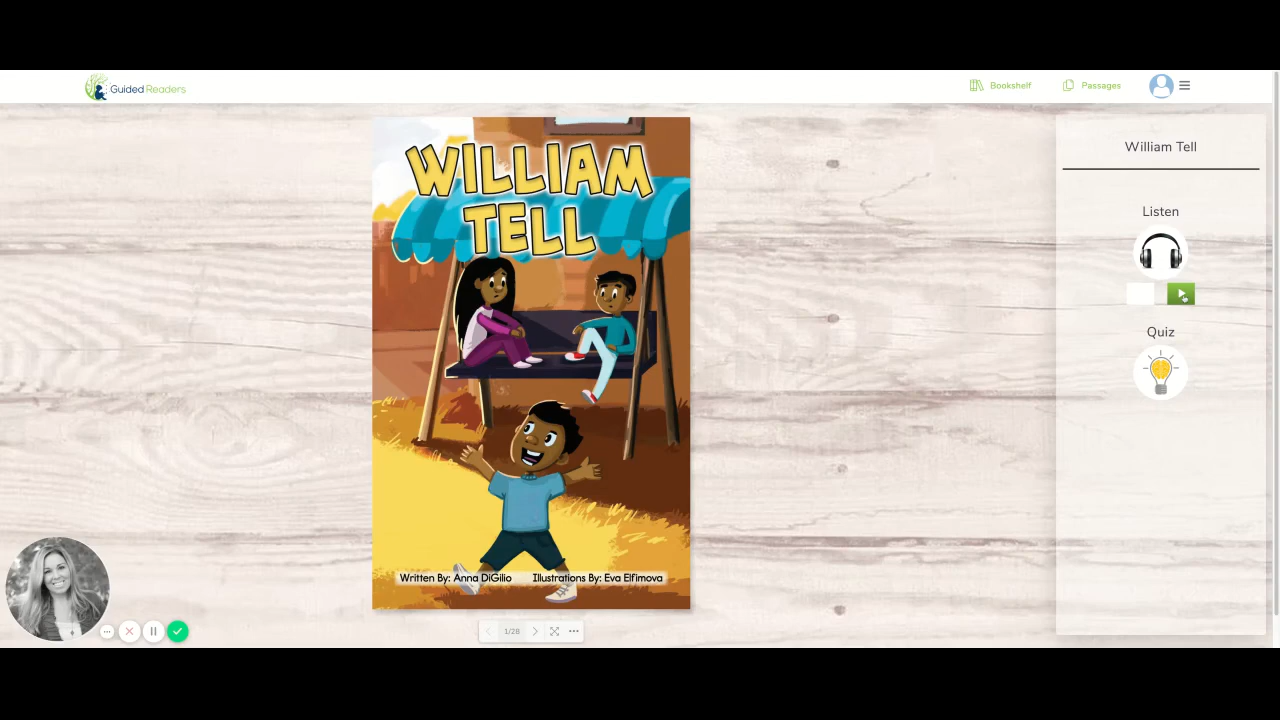 Guided Readers
Bookshelf
Passages
WILLIAM
TELL
Written By: Anna DiGilio
Illustrations By: Eva Elfimova
1/28
William Tell
Listen
Quiz